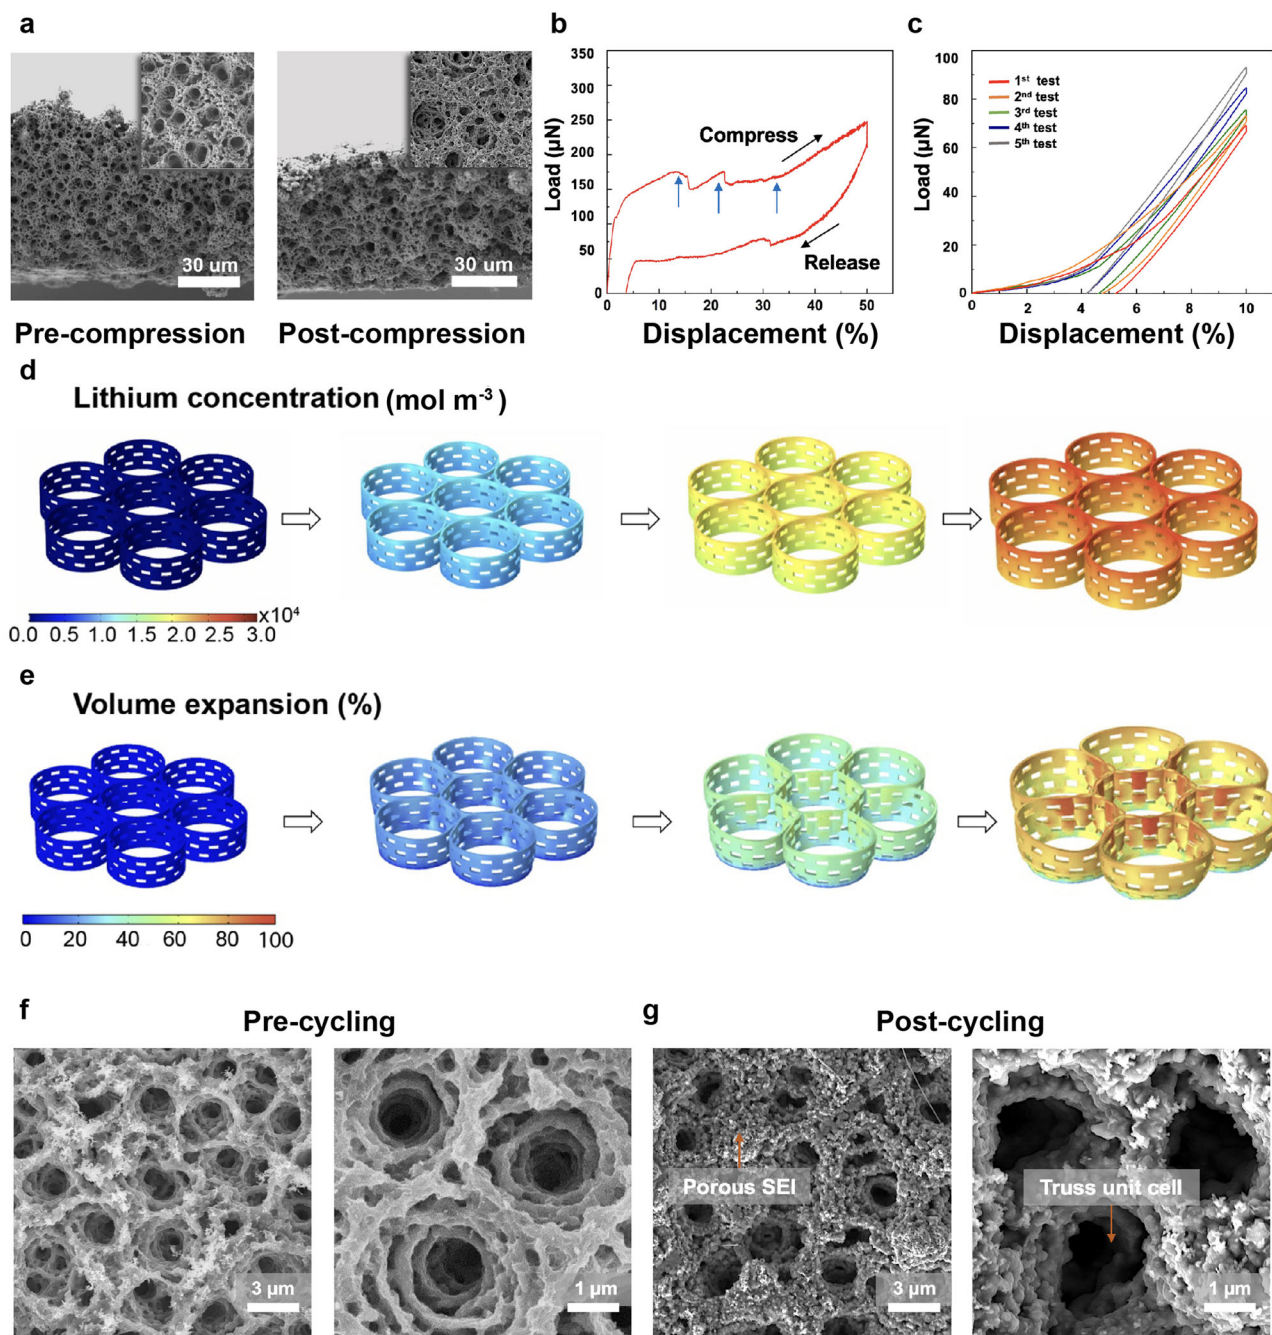 a
30 um
30 um
Pre-compression
Post-compression
b
350
300
250
200
150
100
50
0
Load (µN)
Compress
Release
0
10
20
30
40
50
Displacement (%)
c
100
80
60
40
20
0
Load (µN)
1st test
2nd test
3rd test
4th test
5th test
0
2
4
6
8
10
Displacement (%)
d
Lithium concentration (mol m-3)
x10⁴
0.0 0.5 1.0 1.5 2.0 2.5 3.0
e
Volume expansion (%)
0 20 40 60 80 100
f
Pre-cycling
3 µm
1 µm
g
Post-cycling
Porous SEI
3 µm
Truss unit cell
1 µm